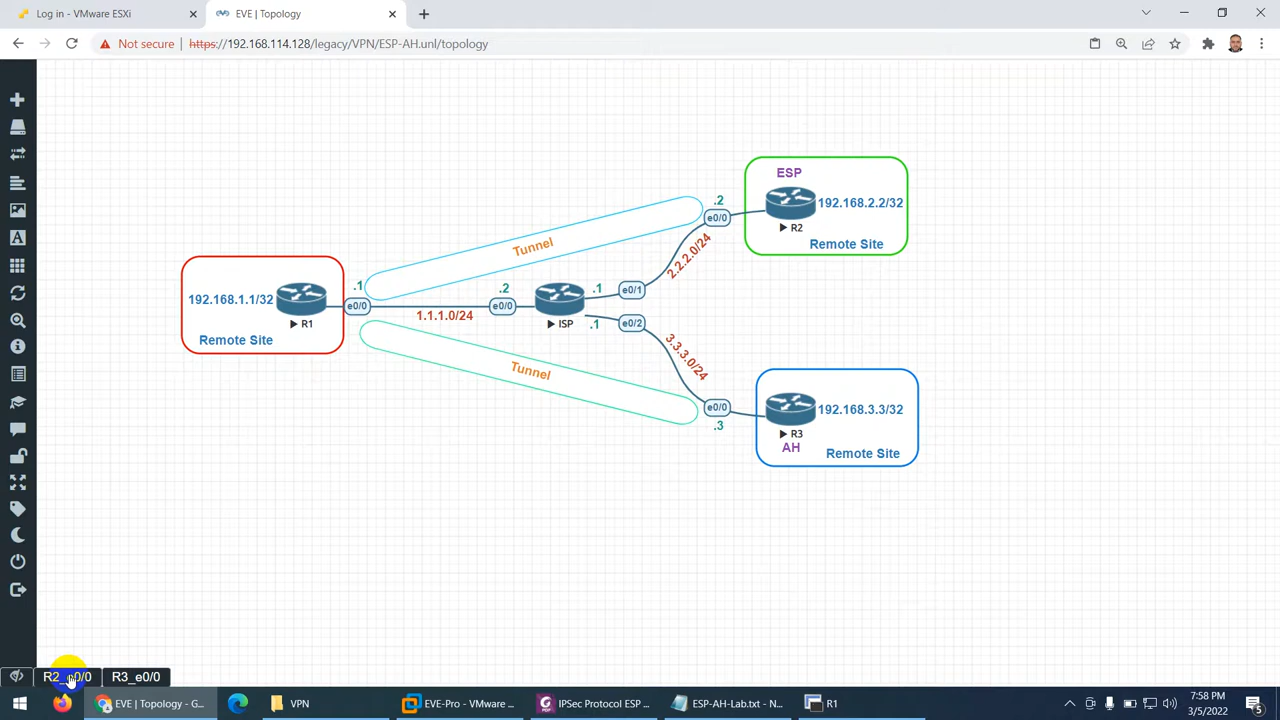 Log in - VMware ESXi
EVE | Topology
Not secure
https://192.168.114.128/legacy/VPN/ESP-AH.unl/topology
ESP
.2
e0/0
192.168.2.2/32
R2
Remote Site
Tunnel
2.2.2.0/24
192.168.1.1/32
R1
Remote Site
.1
e0/0
1.1.1.0/24
.2
e0/0
ISP
.1
e0/1
.1
e0/2
3.3.3.0/24
Tunnel
e0/0
.3
192.168.3.3/32
R3
AH
Remote Site
R2_e0/0
R3_e0/0
EVE | Topology - G...
VPN
EVE-Pro - VMware ...
IPSec Protocol ESP ...
ESP-AH-Lab.txt - N...
R1
7:58 PM
3/5/2022
5